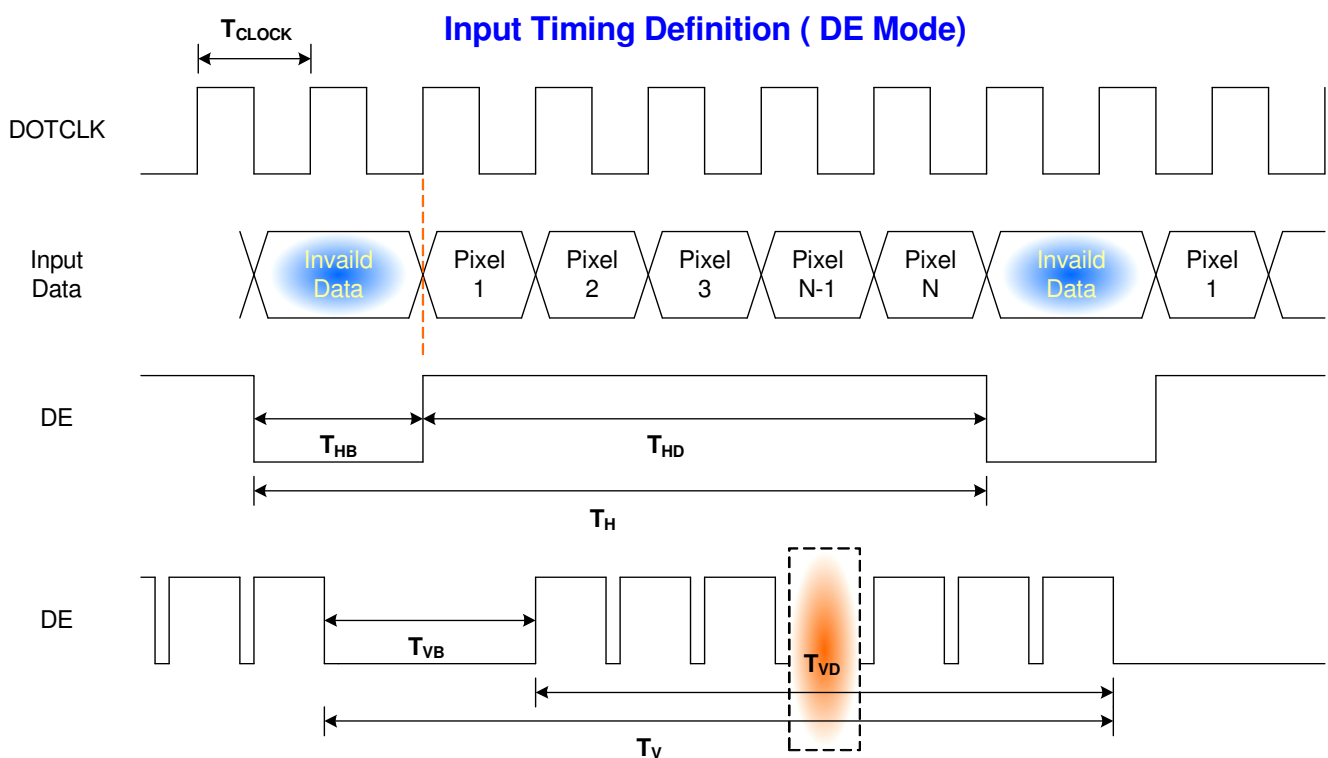 Input Timing Definition ( DE Mode)
TCLOCK
DOTCLK
Input
Data
Invaild
Data
Pixel
1
Pixel
2
Pixel
3
Pixel
N-1
Pixel
N
Invaild
Data
Pixel
1
DE
THB
THD
TH
DE
TVB
TVD
TV